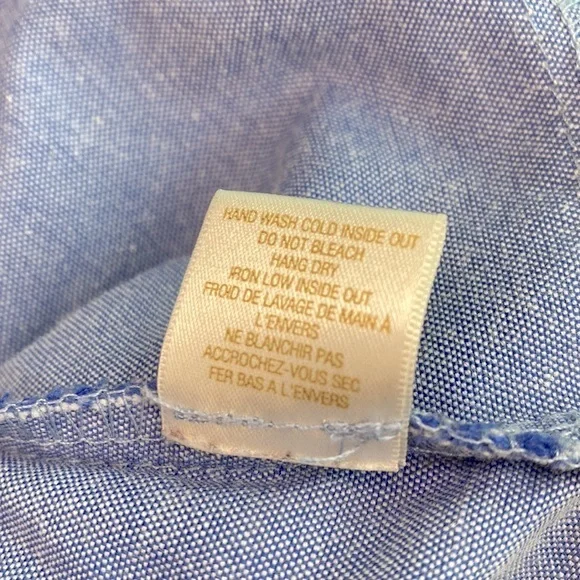 HAND WASH COLD INSIDE OUT
DO NOT BLEACH
HANG DRY
IRON LOW INSIDE OUT
FROID DE LAVAGE DE MAIN À
L'ENVERS
NE BLANCHIR PAS
ACCROCHEZ-VOUS SEC
FER BAS A L'ENVERS